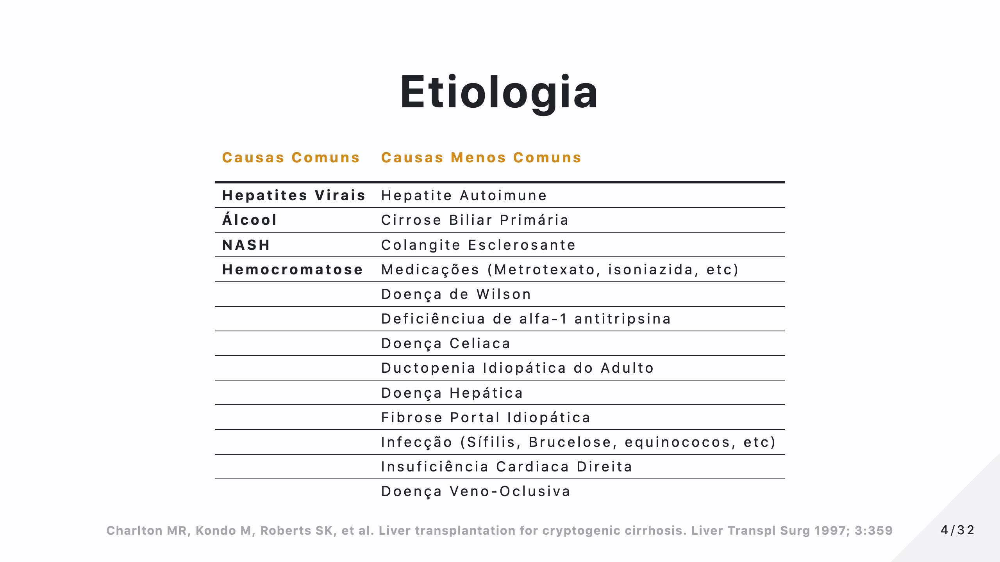 Etiologia
Causas Comuns Causas Menos Comuns
Hepatites Virais Hepatite Autoimune
Álcool Cirrose Biliar Primária
NASH Colangite Esclerosante
Hemocromatose Medicações (Metrotexato, isoniazida, etc)
Doença de Wilson
Deficiênciua de alfa-1 antitripsina
Doença Celiaca
Ductopenia Idiopática do Adulto
Doença Hepática
Fibrose Portal Idiopática
Infecção (Sífilis, Brucelose, equinococos, etc)
Insuficiência Cardiaca Direita
Doença Veno-Oclusiva
Charlton MR, Kondo M, Roberts SK, et al. Liver transplantation for cryptogenic cirrhosis. Liver Transpl Surg 1997; 3:359
4/32